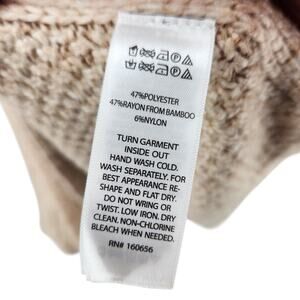 47%POLYESTER
47%RAYON FROM BAMBOO
6%NYLON
TURN GARMENT
INSIDE OUT
HAND WASH COLD.
WASH SEPARATELY. FOR
BEST APPEARANCE RE-
SHAPE AND FLAT DRY.
DO NOT WRING OR
TWIST. LOW IRON. DRY
CLEAN. NON-CHLORINE
BLEACH WHEN NEEDED.
RN# 160656